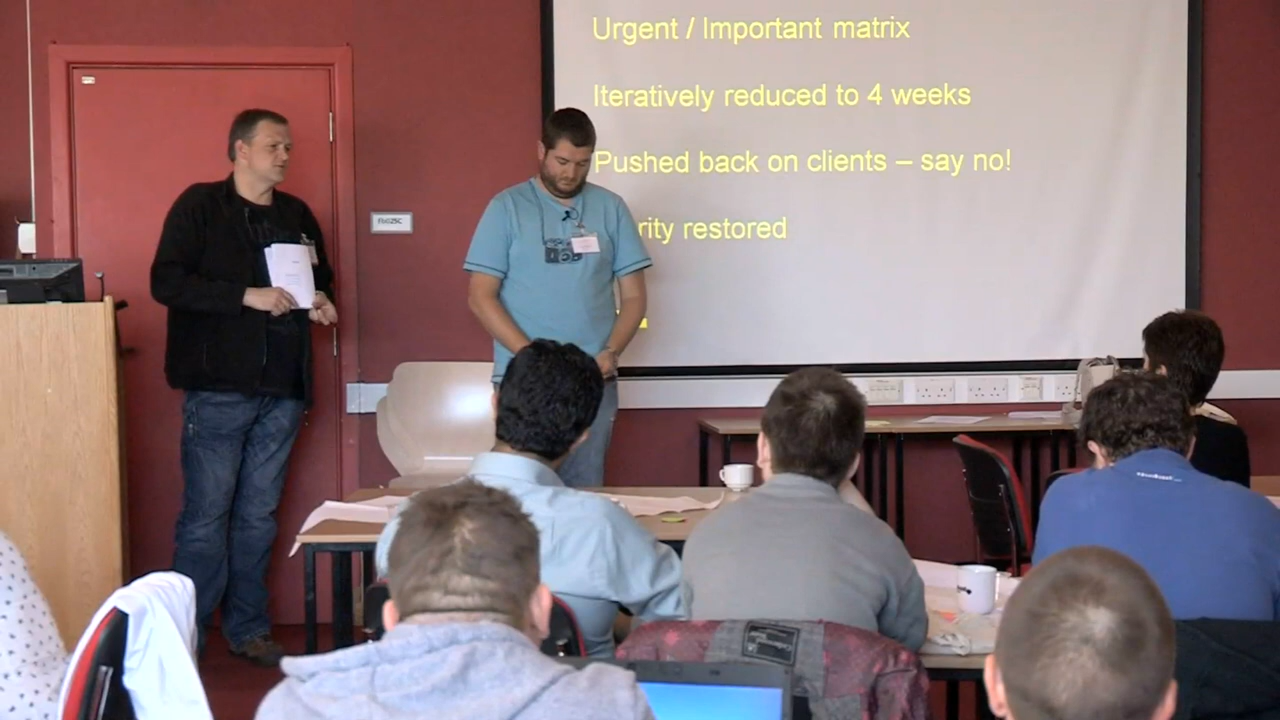 Urgent / Important matrix
Iteratively reduced to 4 weeks
Pushed back on clients – say no!
rity restored